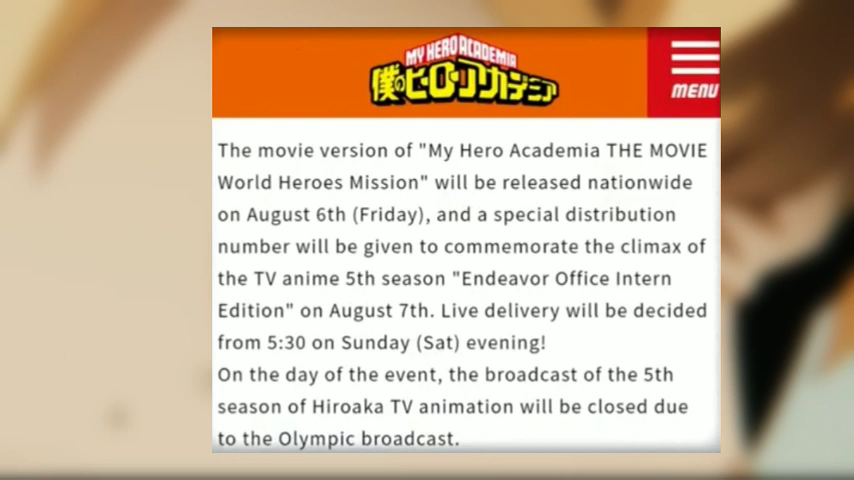 MY HERO ACADEMIA
僕のヒーローアカデミア
MENU
The movie version of "My Hero Academia THE MOVIE
World Heroes Mission" will be released nationwide
on August 6th (Friday), and a special distribution
number will be given to commemorate the climax of
the TV anime 5th season "Endeavor Office Intern
Edition" on August 7th. Live delivery will be decided
from 5:30 on Sunday (Sat) evening!
On the day of the event, the broadcast of the 5th
season of Hiroaka TV animation will be closed due
to the Olympic broadcast.